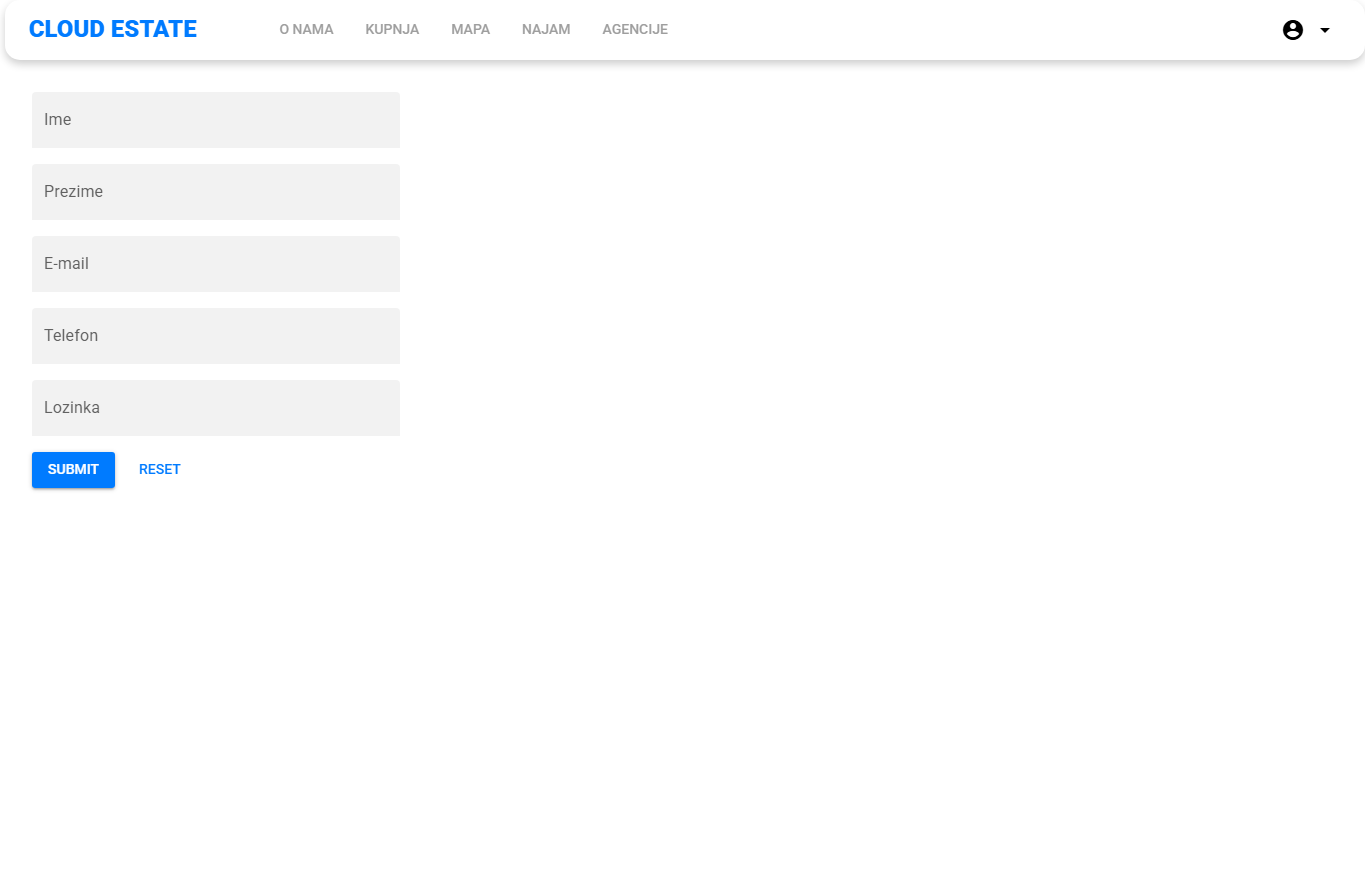 CLOUD ESTATE O NAMA KUPNJA MAPA NAJAM AGENCIJE
Ime
Prezime
E-mail
Telefon
Lozinka
SUBMIT RESET